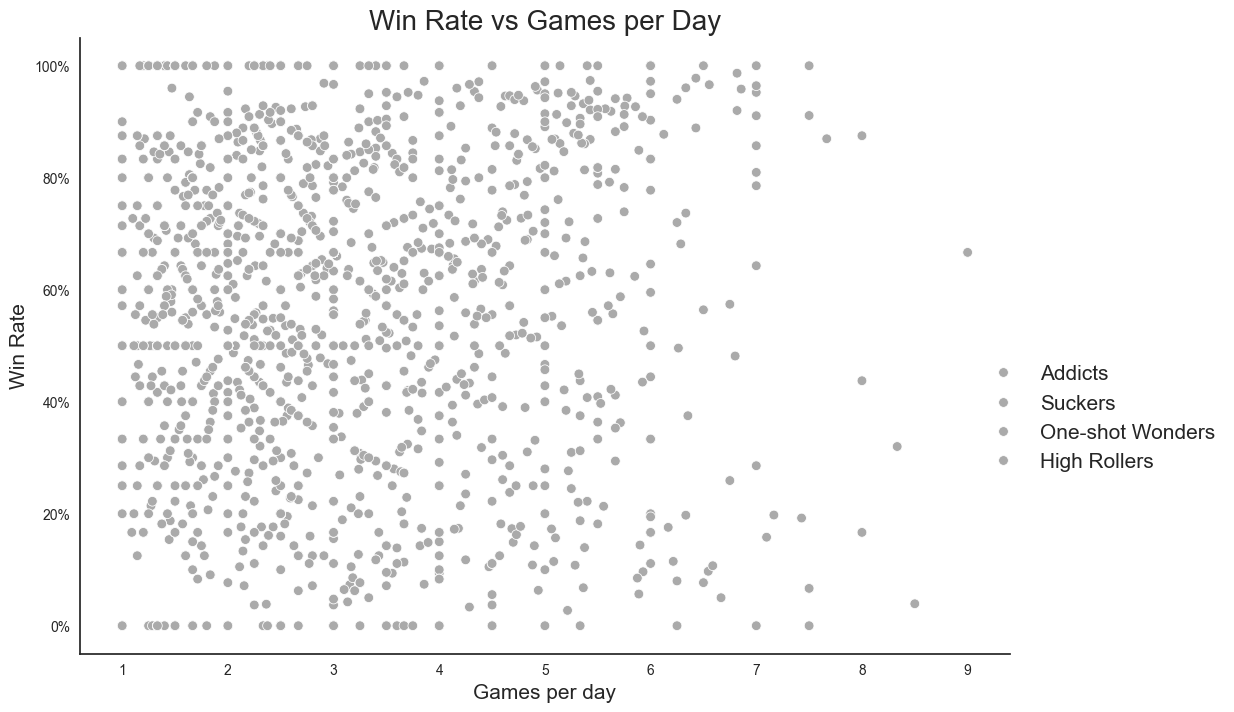 Win Rate vs Games per Day
100%
80%
60%
40%
20%
0%
Win Rate
1 2 3 4 5 6 7 8 9
Games per day
Addicts
Suckers
One-shot Wonders
High Rollers